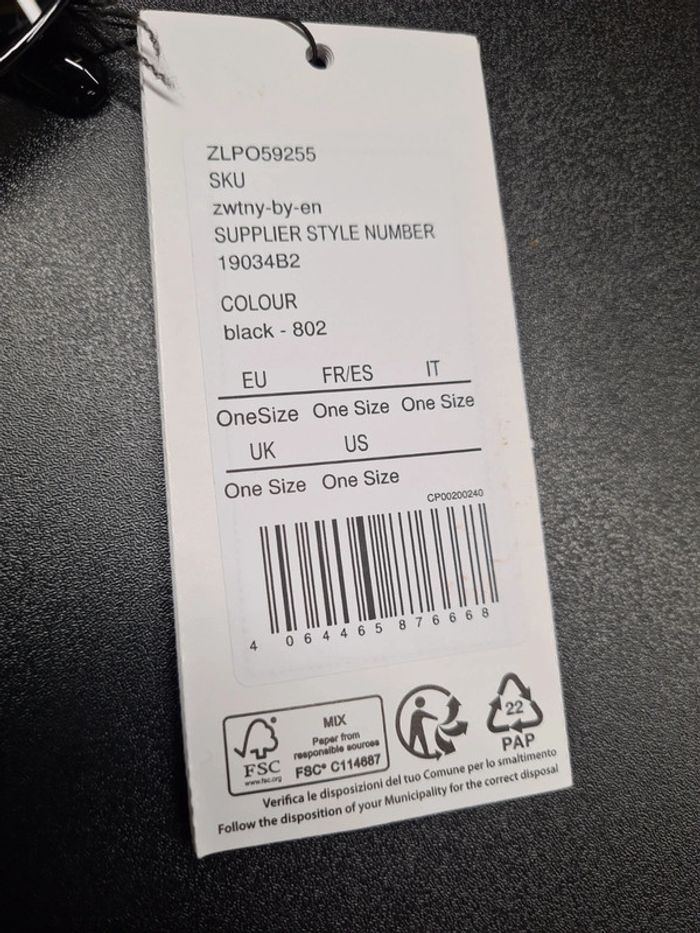 ZLPO59255
SKU
zwtny-by-en
SUPPLIER STYLE NUMBER
19034B2
COLOUR
black - 802
EU FR/ES IT
OneSize One Size One Size
UK US
One Size One Size
CP00200240
4 064465 876668
FSC
www.fsc.org
MIX
Paper from
responsible sources
FSC® C114687
22
PAP
Verifica le disposizioni del tuo Comune per lo smaltimento
Follow the disposition of your Municipality for the correct disposal